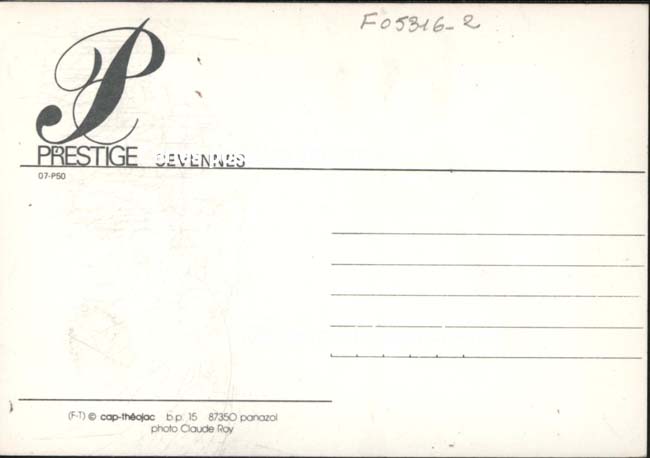 F05316-2
P
PRESTIGE CEVENNES
07-P50
(F-T) © cap-théojac b.p. 15 87350 panazol
photo Claude Roy